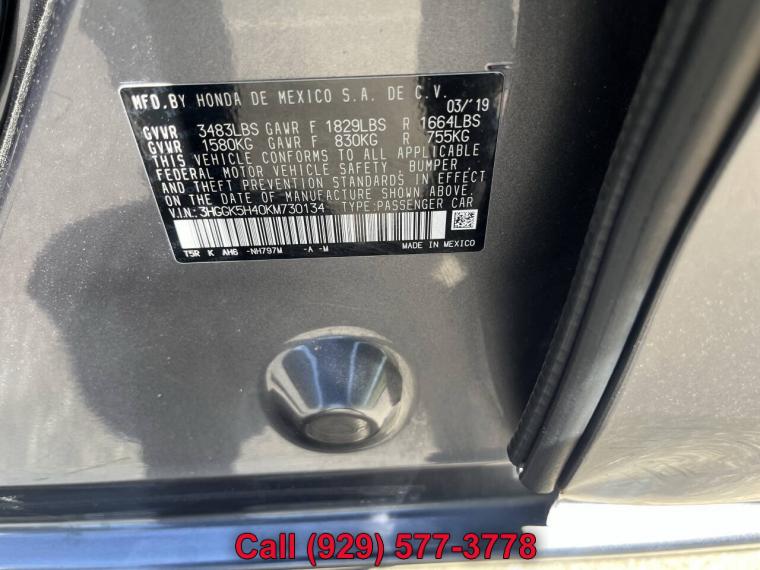 MFD. BY HONDA DE MEXICO S.A. DE C.V.
03/'19
GVWR 3483LBS GAWR F 1829LBS R 1664LBS
GVWR 1580KG GAWR F 830KG R 755KG
THIS VEHICLE CONFORMS TO ALL APPLICABLE
FEDERAL MOTOR VEHICLE SAFETY, BUMPER,
AND THEFT PREVENTION STANDARDS IN EFFECT
ON THE DATE OF MANUFACTURE SHOWN ABOVE.
V.I.N: 3HGGK5H40KM730134 TYPE:PASSENGER CAR
T5R K AH6 -NH797M -A -M MADE IN MEXICO
Call (929) 577-3778